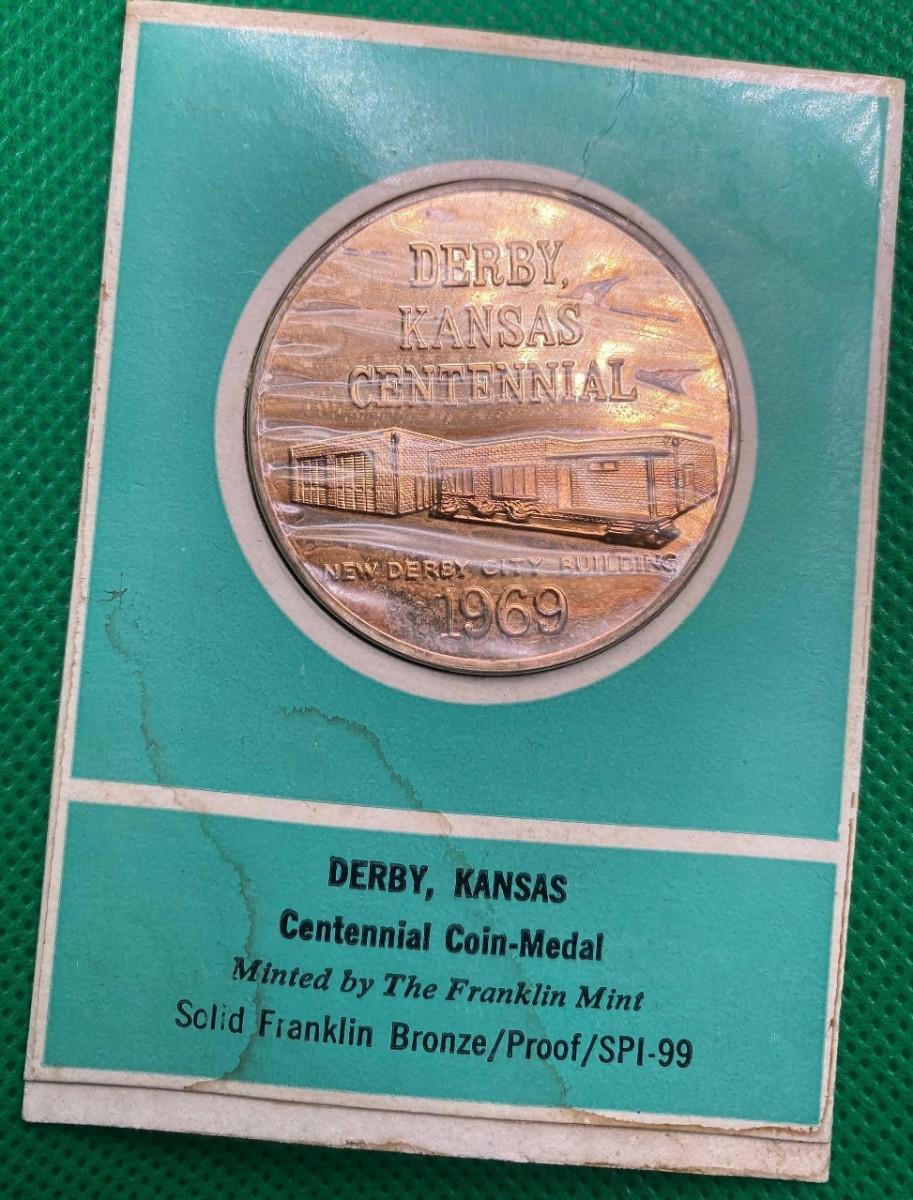 DERBY,
KANSAS
CENTENNIAL
NEW DERBY CITY BUILDING
1969
DERBY, KANSAS
Centennial Coin-Medal
Minted by The Franklin Mint
Solid Franklin Bronze/Proof/SPI-99